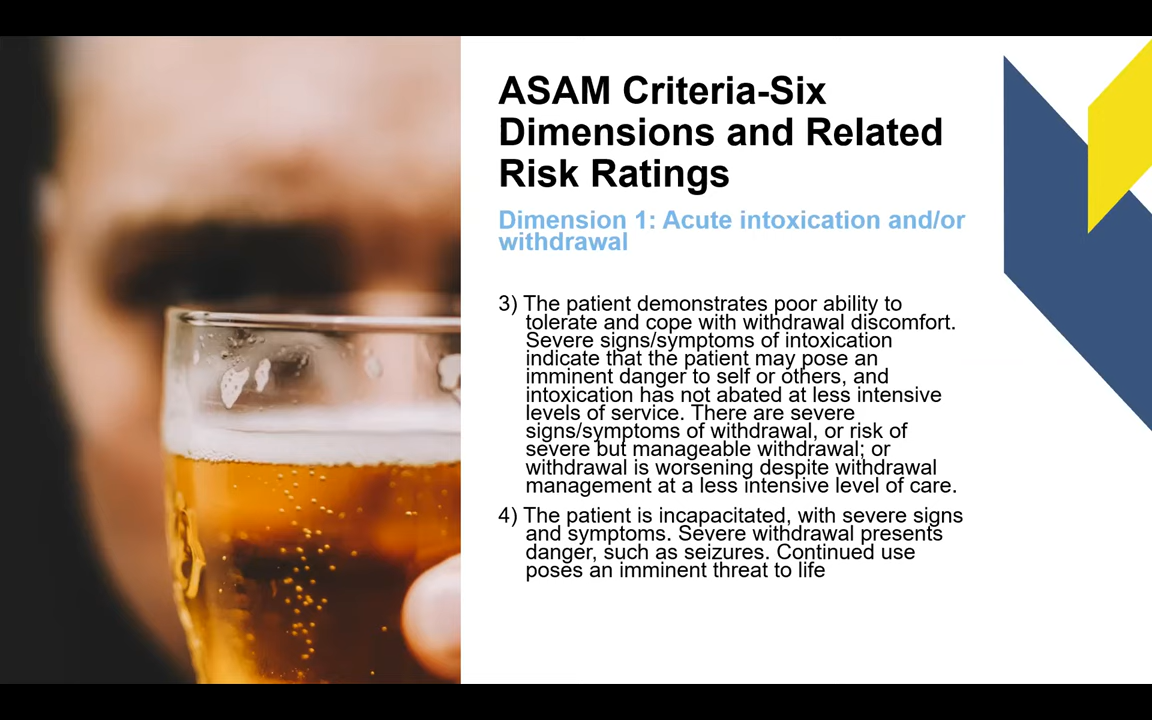 ASAM Criteria-Six
Dimensions and Related
Risk Ratings
Dimension 1: Acute intoxication and/or
withdrawal
3) The patient demonstrates poor ability to
tolerate and cope with withdrawal discomfort.
Severe signs/symptoms of intoxication
indicate that the patient may pose an
imminent danger to self or others, and
intoxication has not abated at less intensive
levels of service. There are severe
signs/symptoms of withdrawal, or risk of
severe but manageable withdrawal; or
withdrawal is worsening despite withdrawal
management at a less intensive level of care.
4) The patient is incapacitated, with severe signs
and symptoms. Severe withdrawal presents
danger, such as seizures. Continued use
poses an imminent threat to life